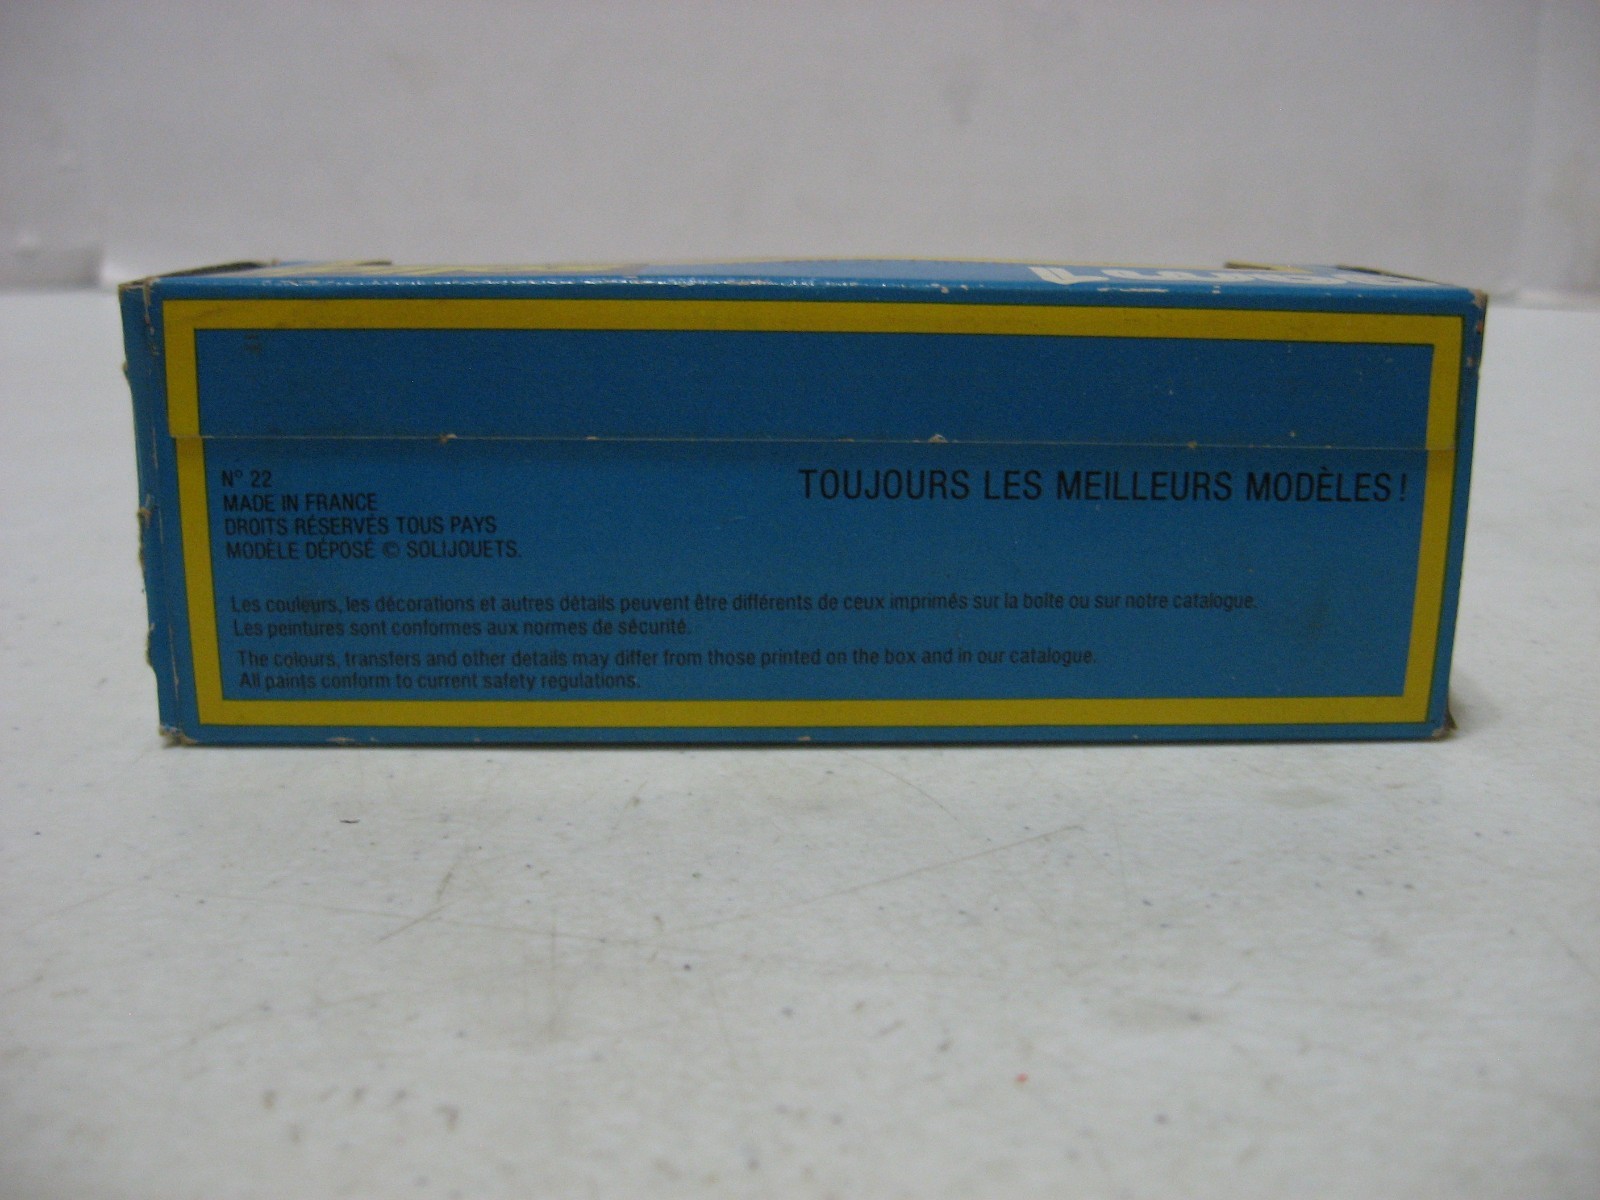 N° 22
MADE IN FRANCE
DROITS RÉSERVÉS TOUS PAYS
MODÈLE DÉPOSÉ © SOLIJOUETS.
TOUJOURS LES MEILLEURS MODÈLES !
Les couleurs, les décorations et autres détails peuvent être différents de ceux imprimés sur la boîte ou sur notre catalogue.
Les peintures sont conformes aux normes de sécurité.
The colours, transfers and other details may differ from those printed on the box and in our catalogue.
All paints conform to current safety regulations.